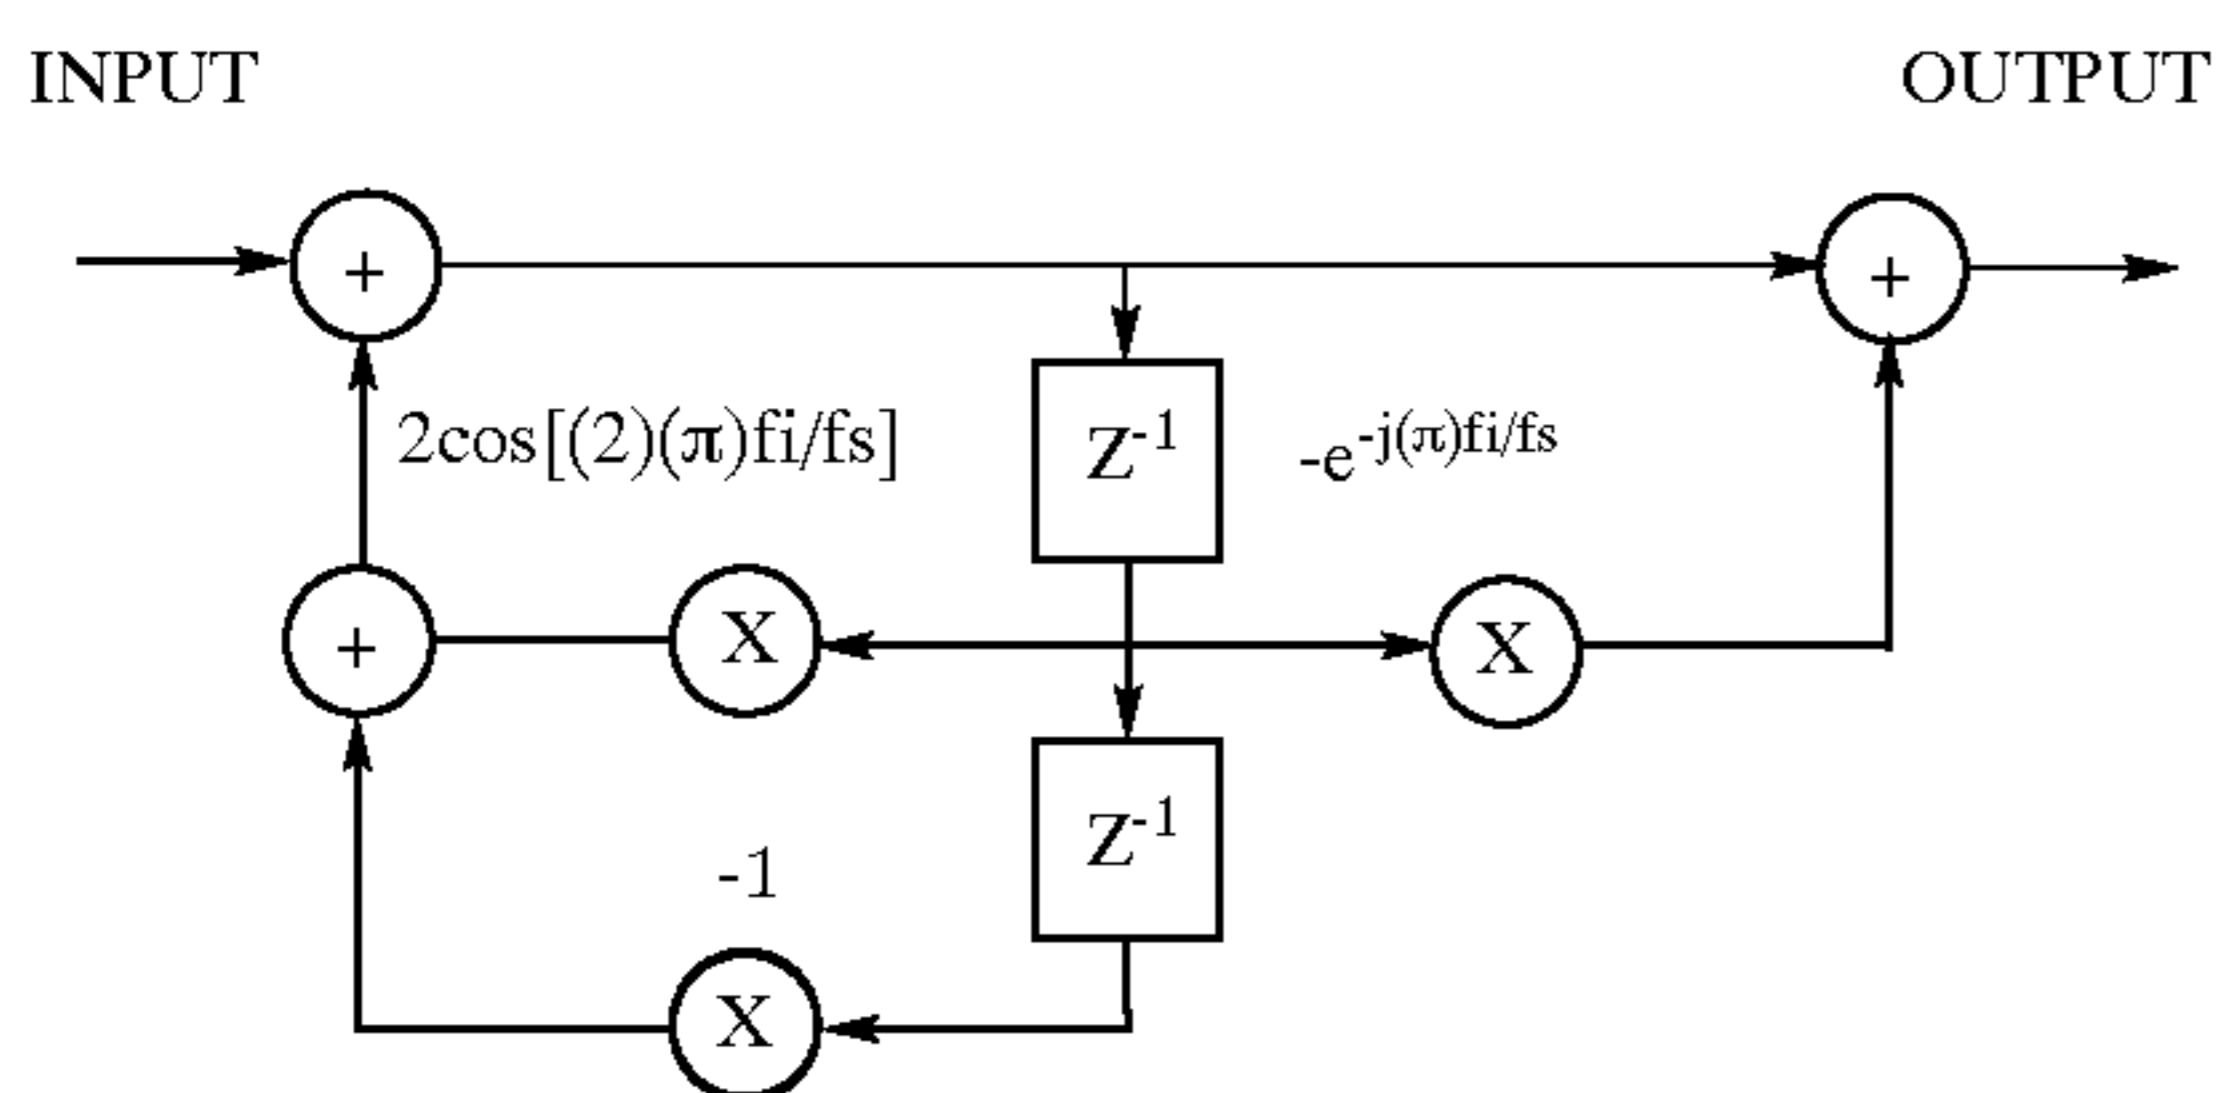 INPUT OUTPUT
+ +
2cos[(2)(π)fi/fs] Z-1 -e-j(π)fi/fs
+ X X
Z-1
-1
X